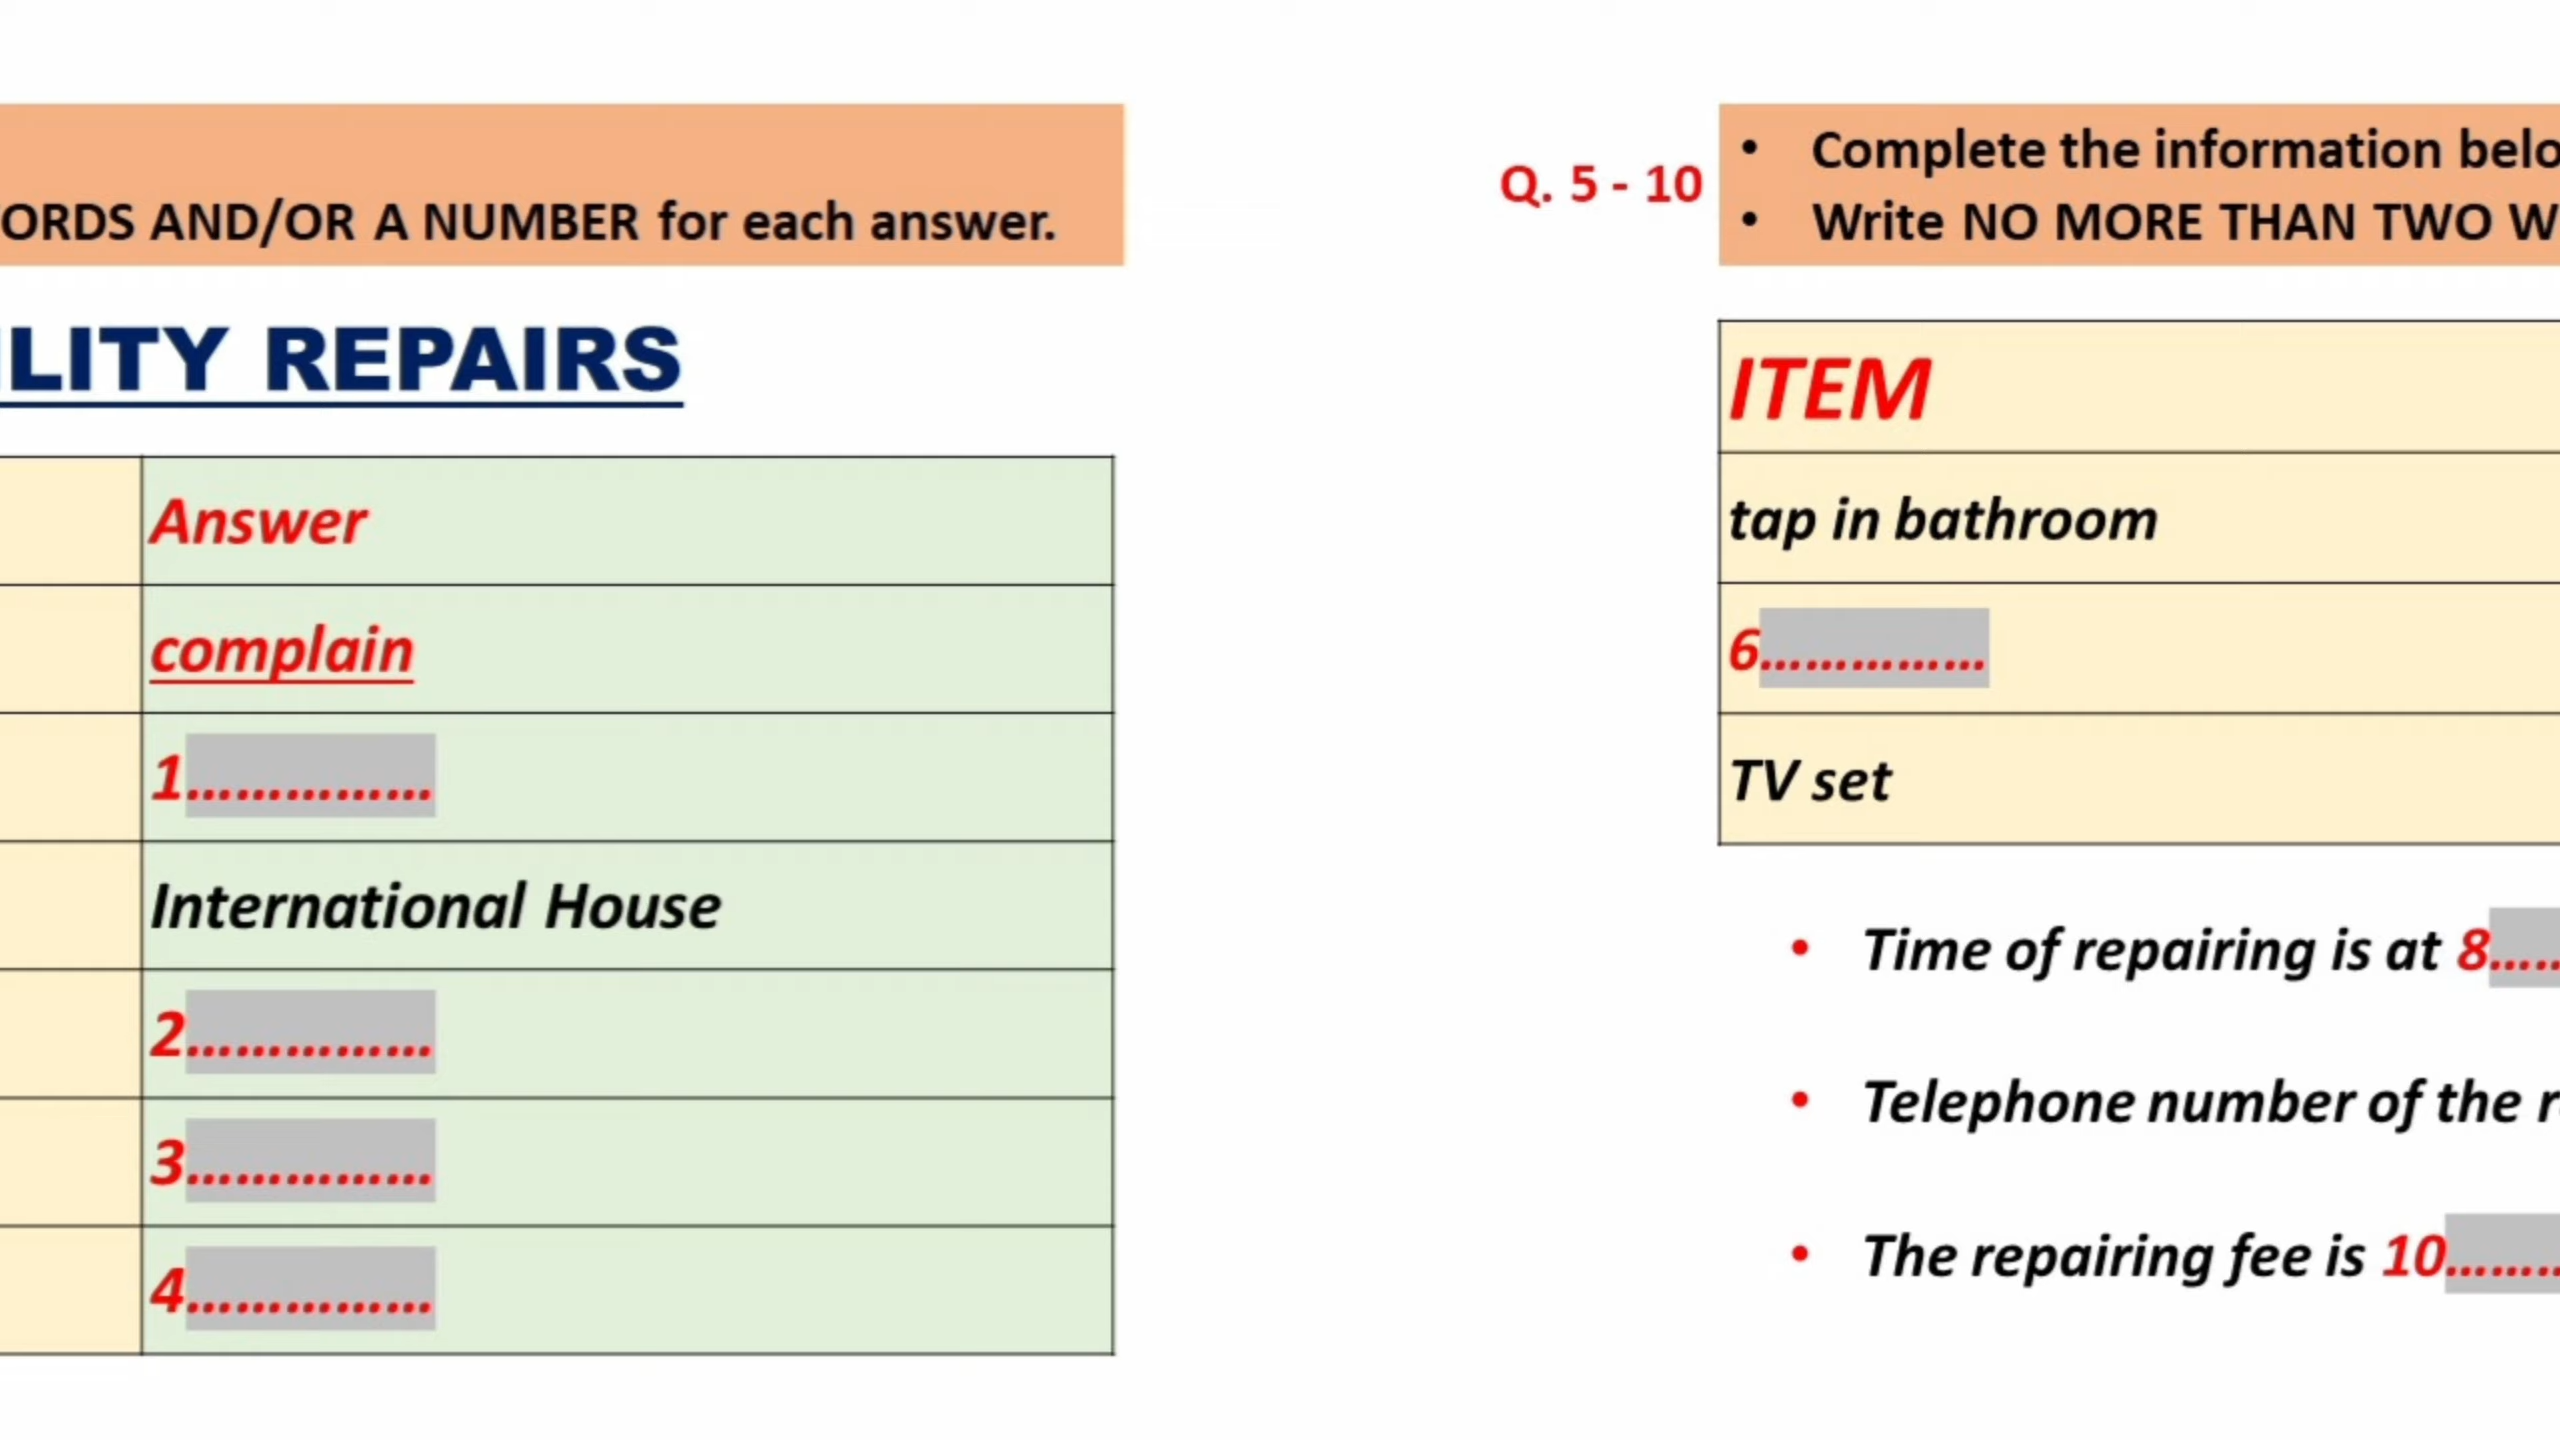 ORDS AND/OR A NUMBER for each answer.
ILITY REPAIRS
Answer
complain
1...............
International House
2...............
3...............
4...............
Q. 5 - 10
• Complete the information belo
• Write NO MORE THAN TWO W
ITEM
tap in bathroom
6...............
TV set
• Time of repairing is at 8.....
• Telephone number of the r
• The repairing fee is 10........